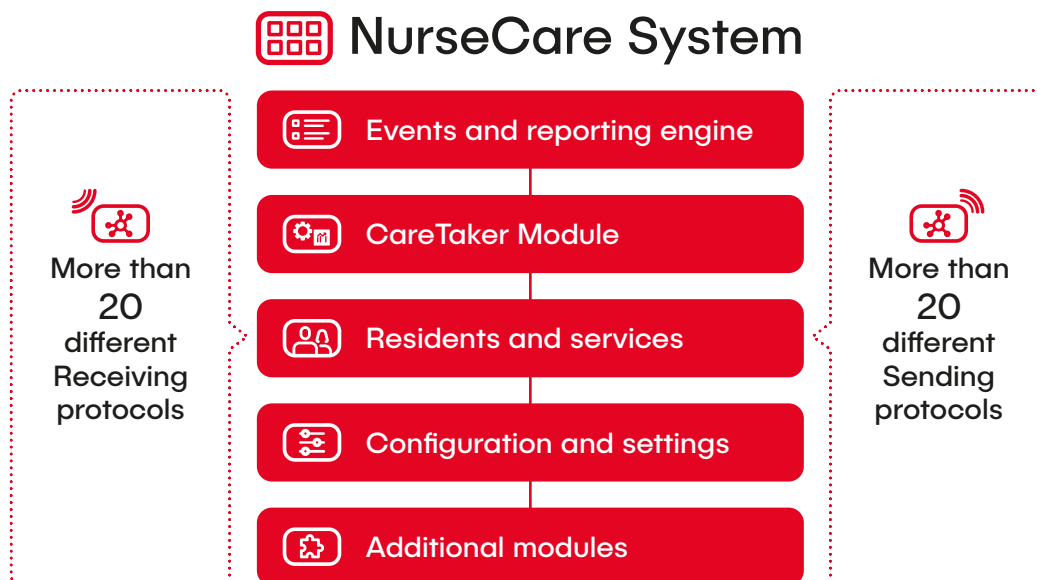 NurseCare System
Events and reporting engine
CareTaker Module
Residents and services
Configuration and settings
Additional modules
More than
20
different
Receiving
protocols
More than
20
different
Sending
protocols